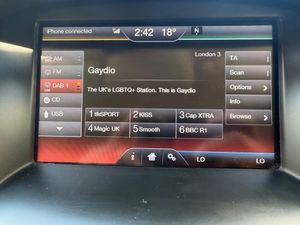 iPhone connected
2:42 18°
N
London 3
AM
FM
DAB 1
CD
USB
Gaydio
The UK's LGBTQ+ Station. This is Gaydio
1 tlkSPORT
2 KISS
3 Cap XTRA
4 Magic UK
5 Smooth
6 BBC R1
TA
Scan
Options
Info
Browse
i
LO
LO